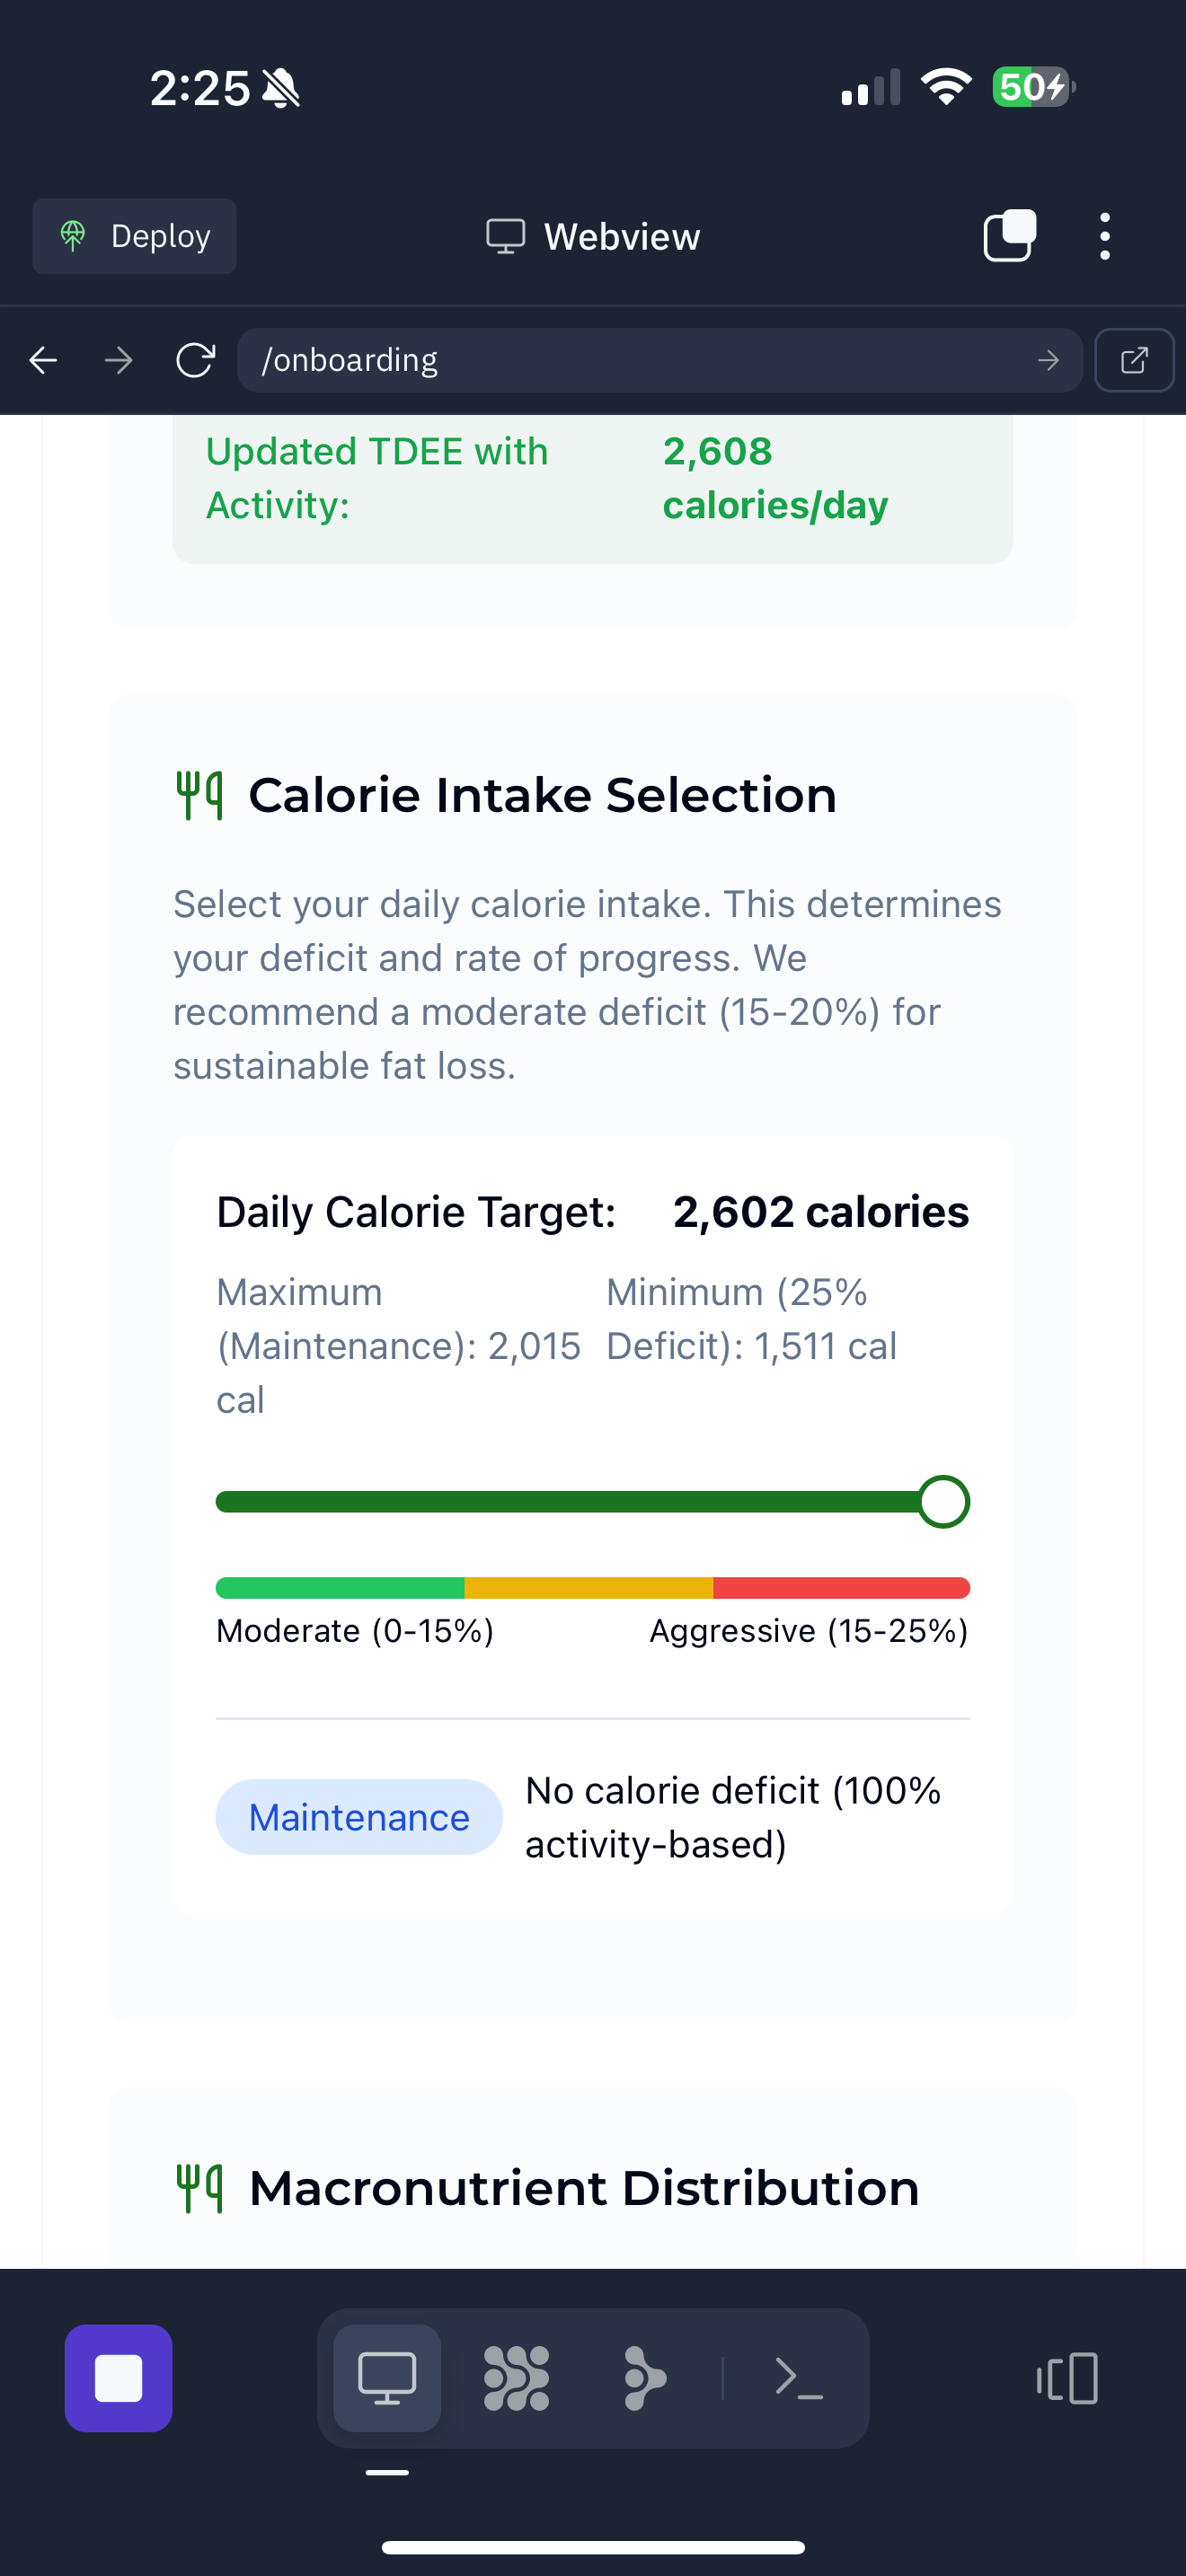 2:25
50
Deploy
Webview
/onboarding
Updated TDEE with
Activity:
2,608
calories/day
Calorie Intake Selection
Select your daily calorie intake. This determines
your deficit and rate of progress. We
recommend a moderate deficit (15-20%) for
sustainable fat loss.
Daily Calorie Target:
2,602 calories
Maximum
(Maintenance): 2,015
cal
Minimum (25%
Deficit): 1,511 cal
Moderate (0-15%)
Aggressive (15-25%)
Maintenance
No calorie deficit (100%
activity-based)
Macronutrient Distribution